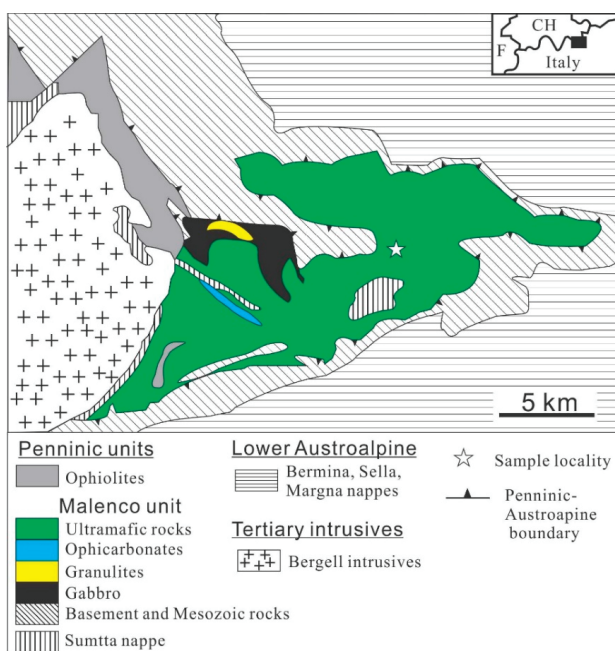 CH
F
Italy
5 km
Penninic units
Ophiolites
Malenco unit
Ultramafic rocks
Ophicarbonates
Granulites
Gabbro
Basement and Mesozoic rocks
Sumtta nappe
Lower Austroalpine
Bermina, Sella,
Margna nappes
Tertiary intrusives
Bergell intrusives
Sample locality
Penninic-
Austroapine
boundary